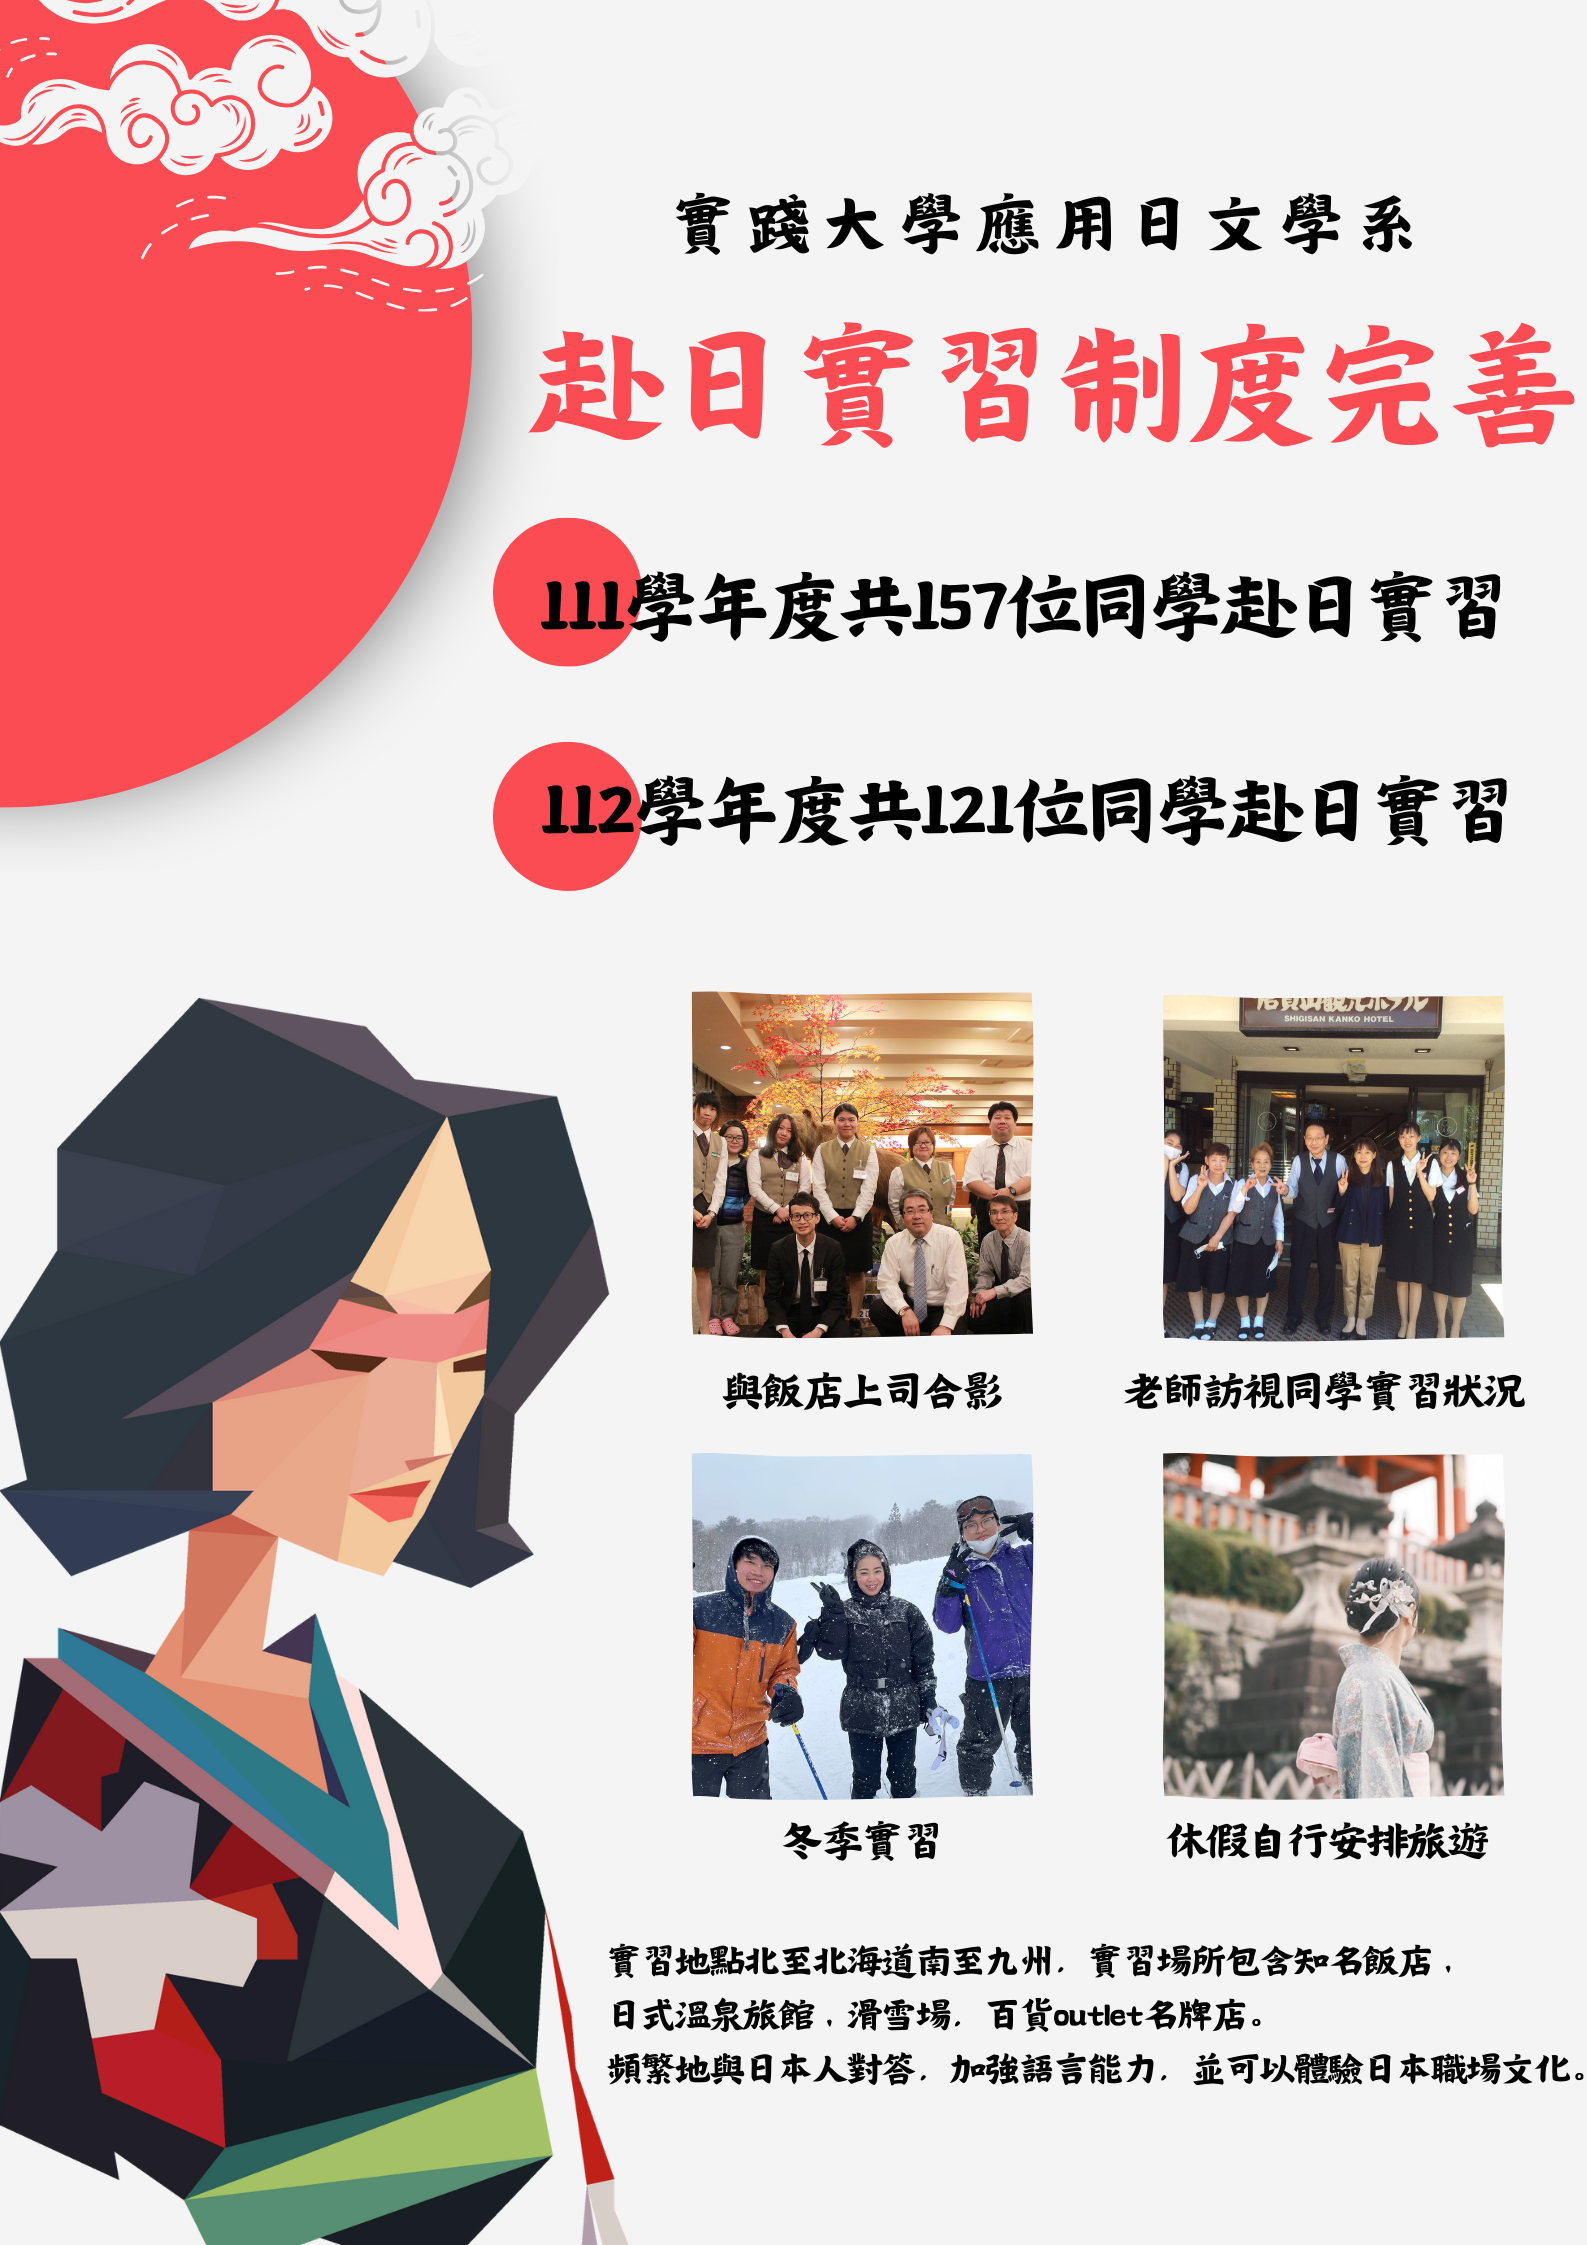 實踐大學應用日文學系
赴日實習制度完善
111學年度共157位同學赴日實習
112學年度共121位同學赴日實習
SHIGISAN KANKO HOTEL
與飯店上司合影
老師訪視同學實習狀況
冬季實習
休假自行安排旅遊
實習地點北至北海道南至九州，實習場所包含知名飯店，
日式溫泉旅館，滑雪場，百貨outlet名牌店。
頻繁地與日本人對答，加強語言能力，並可以體驗日本職場文化。